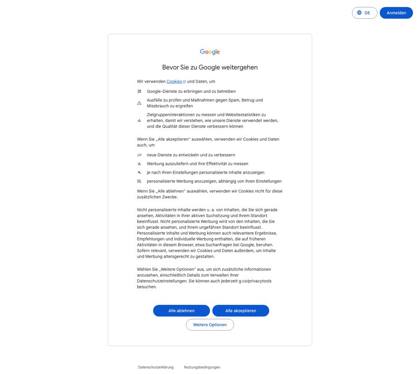 DE
Anmelden
Google
Bevor Sie zu Google weitergehen
Wir verwenden Cookies und Daten, um
Google-Dienste zu erbringen und zu betreiben
Ausfälle zu prüfen und Maßnahmen gegen Spam, Betrug und
Missbrauch zu ergreifen
Zielgruppeninteraktionen zu messen und Websitestatistiken zu
erhalten, damit wir verstehen, wie unsere Dienste verwendet werden,
und die Qualität dieser Dienste verbessern können
Wenn Sie „Alle akzeptieren“ auswählen, verwenden wir Cookies und Daten
auch, um
neue Dienste zu entwickeln und zu verbessern
Werbung auszuliefern und ihre Effektivität zu messen
je nach Ihren Einstellungen personalisierte Inhalte anzuzeigen
personalisierte Werbung anzuzeigen, abhängig von Ihren Einstellungen
Wenn Sie „Alle ablehnen“ auswählen, verwenden wir Cookies nicht für diese
zusätzlichen Zwecke.
Nicht personalisierte Inhalte werden u. a. von Inhalten, die Sie sich gerade
ansehen, Aktivitäten in Ihrer aktiven Suchsitzung und Ihrem Standort
beeinflusst. Nicht personalisierte Werbung wird von den Inhalten, die Sie
sich gerade ansehen, und Ihrem ungefähren Standort beeinflusst.
Personalisierte Inhalte und Werbung können auch relevantere Ergebnisse,
Empfehlungen und individuelle Werbung enthalten, die auf früheren
Aktivitäten in diesem Browser, etwa Suchanfragen bei Google, beruhen.
Sofern relevant, verwenden wir Cookies und Daten außerdem, um Inhalte
und Werbung altersgerecht zu gestalten.
Wählen Sie „Weitere Optionen“ aus, um sich zusätzliche Informationen
anzusehen, einschließlich Details zum Verwalten Ihrer
Datenschutzeinstellungen. Sie können auch jederzeit g.co/privacytools
besuchen.
Alle ablehnen
Alle akzeptieren
Weitere Optionen
Datenschutzerklärung
Nutzungsbedingungen